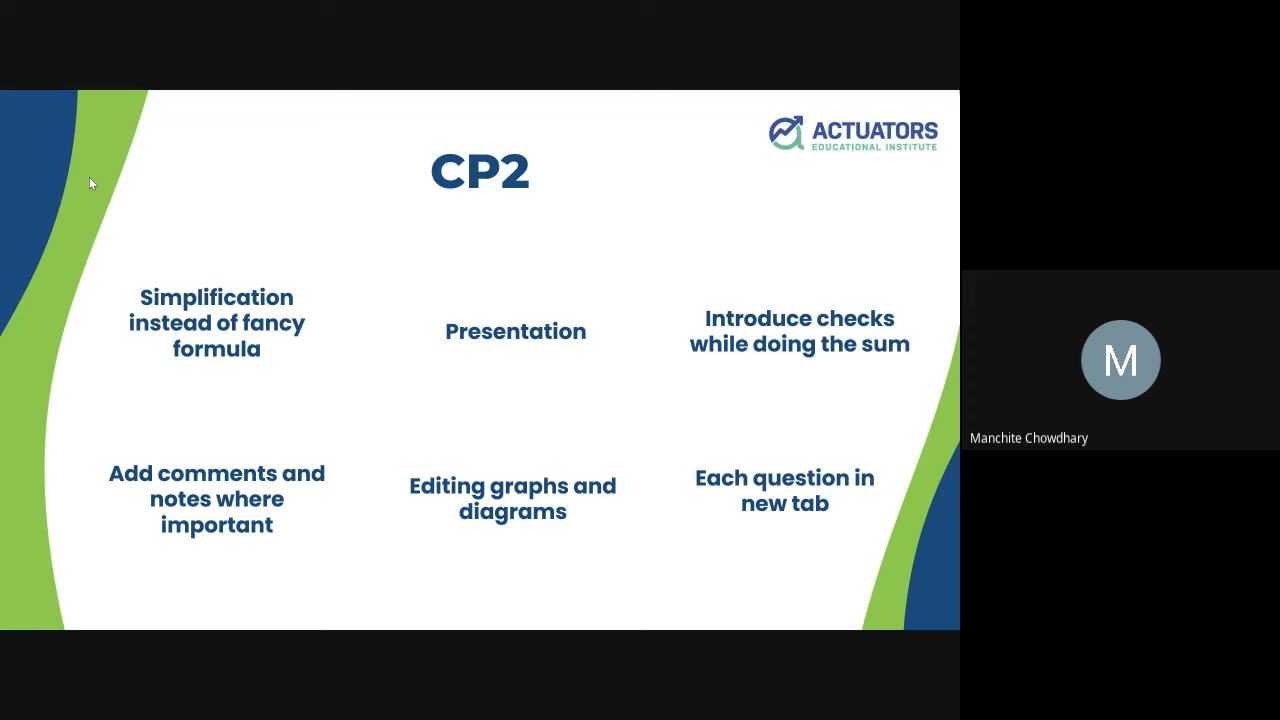 ACTUATORS
EDUCATIONAL INSTITUTE
CP2
Simplification
instead of fancy
formula
Presentation
Introduce checks
while doing the sum
Add comments and
notes where
important
Editing graphs and
diagrams
Each question in
new tab
M
Manchite Chowdhary